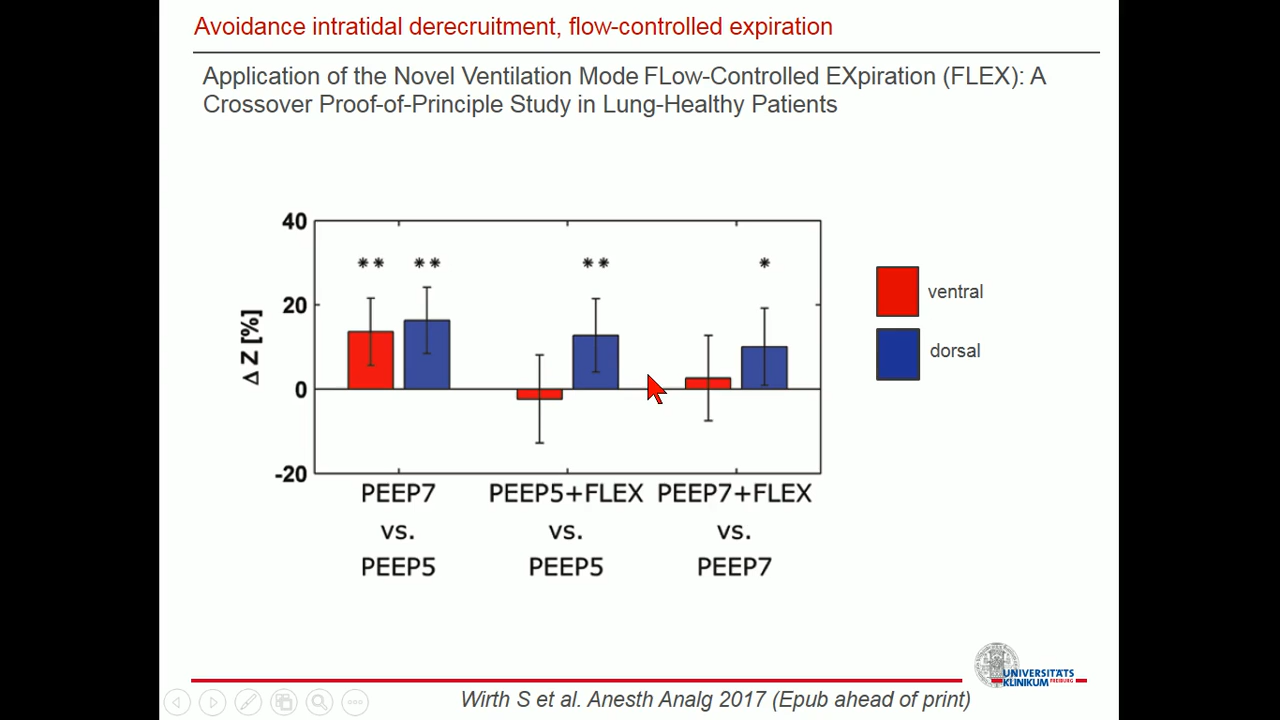 Avoidance intratidal derecruitment, flow-controlled expiration
Application of the Novel Ventilation Mode FLow-Controlled EXpiration (FLEX): A
Crossover Proof-of-Principle Study in Lung-Healthy Patients
40
20
0
-20
Δ Z [%]
** ** ** *
ventral
dorsal
PEEP7 PEEP5+FLEX PEEP7+FLEX
vs. vs. vs.
PEEP5 PEEP5 PEEP7
UNIVERSITÄTS
KLINIKUM FREIBURG
Wirth S et al. Anesth Analg 2017 (Epub ahead of print)